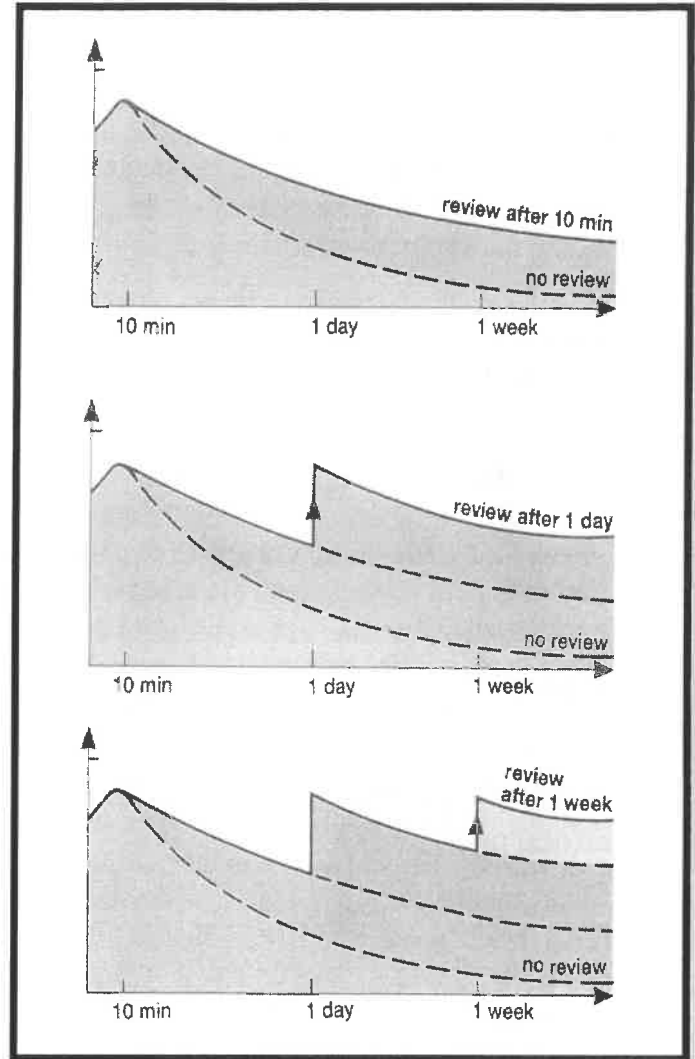 review after 10 min
no review
10 min 1 day 1 week
review after 1 day
no review
10 min 1 day 1 week
review
after 1 week
no review
10 min 1 day 1 week